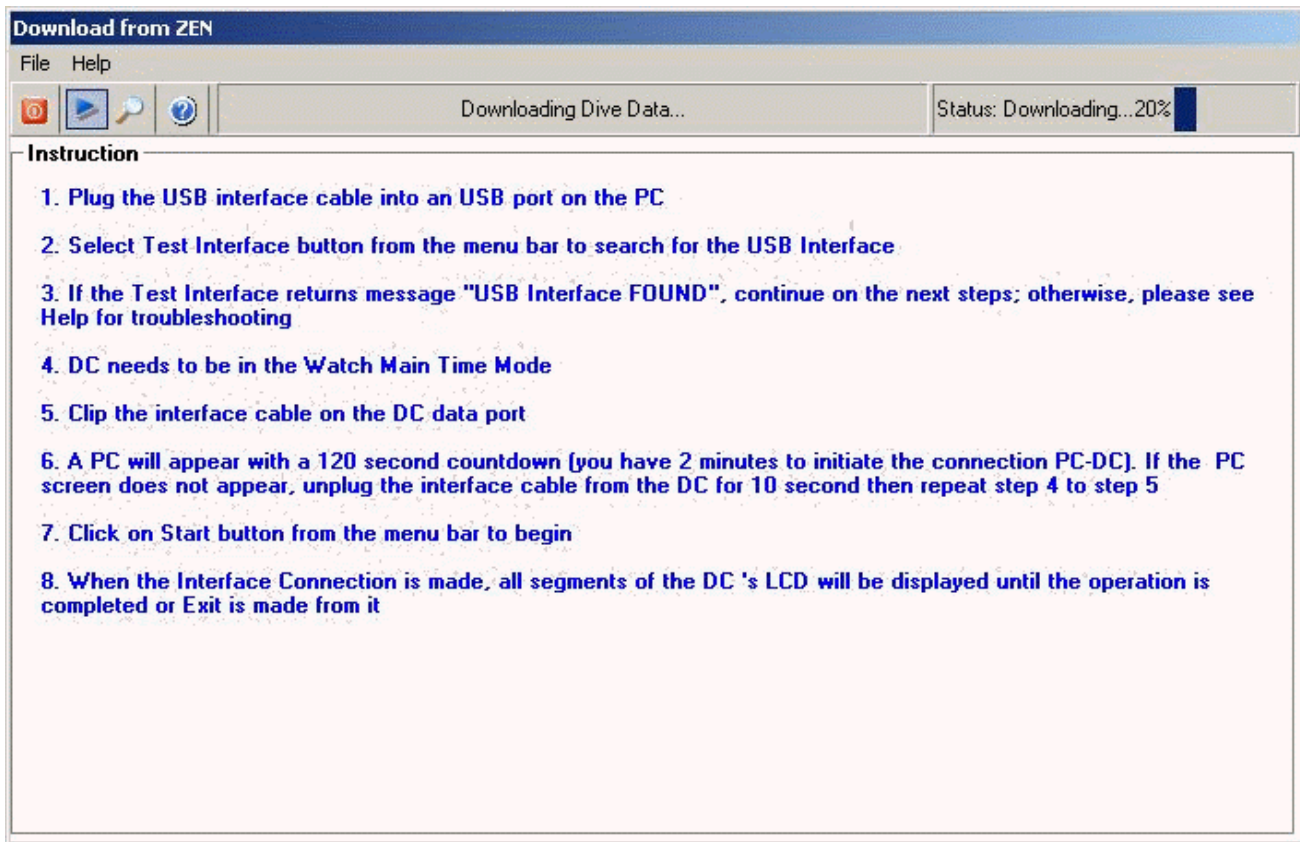 Download from ZEN
File Help
Downloading Dive Data...
Status: Downloading...20%
Instruction
1. Plug the USB interface cable into an USB port on the PC
2. Select Test Interface button from the menu bar to search for the USB Interface
3. If the Test Interface returns message "USB Interface FOUND", continue on the next steps; otherwise, please see
Help for troubleshooting
4. DC needs to be in the Watch Main Time Mode
5. Clip the interface cable on the DC data port
6. A PC will appear with a 120 second countdown (you have 2 minutes to initiate the connection PC-DC). If the  PC
screen does not appear, unplug the interface cable from the DC for 10 second then repeat step 4 to step 5
7. Click on Start button from the menu bar to begin
8. When the Interface Connection is made, all segments of the DC 's LCD will be displayed until the operation is
completed or Exit is made from it